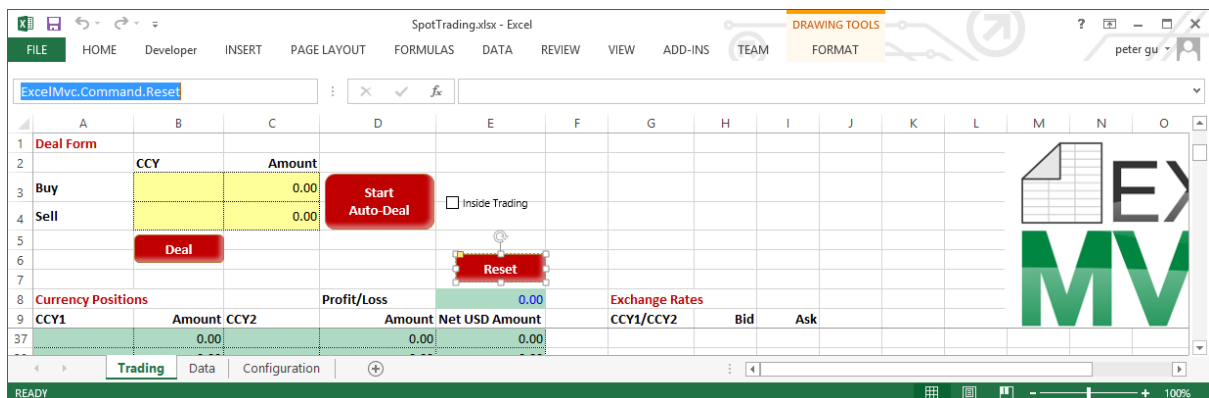 SpotTrading.xlsx - Excel
DRAWING TOOLS
?
FILE HOME Developer INSERT PAGE LAYOUT FORMULAS DATA REVIEW VIEW ADD-INS TEAM FORMAT peter gu
ExcelMvc.Command.Reset fx
A B C D E F G H I J K L M N O
1 Deal Form
2 CCY Amount
3 Buy 0.00
Start
Auto-Deal
Inside Trading
4 Sell 0.00
5
Deal
6
Reset
7
8 Currency Positions Profit/Loss 0.00 Exchange Rates
9 CCY1 Amount CCY2 Amount Net USD Amount CCY1/CCY2 Bid Ask
37 0.00 0.00 0.00
EX
MV
Trading Data Configuration
READY 100%